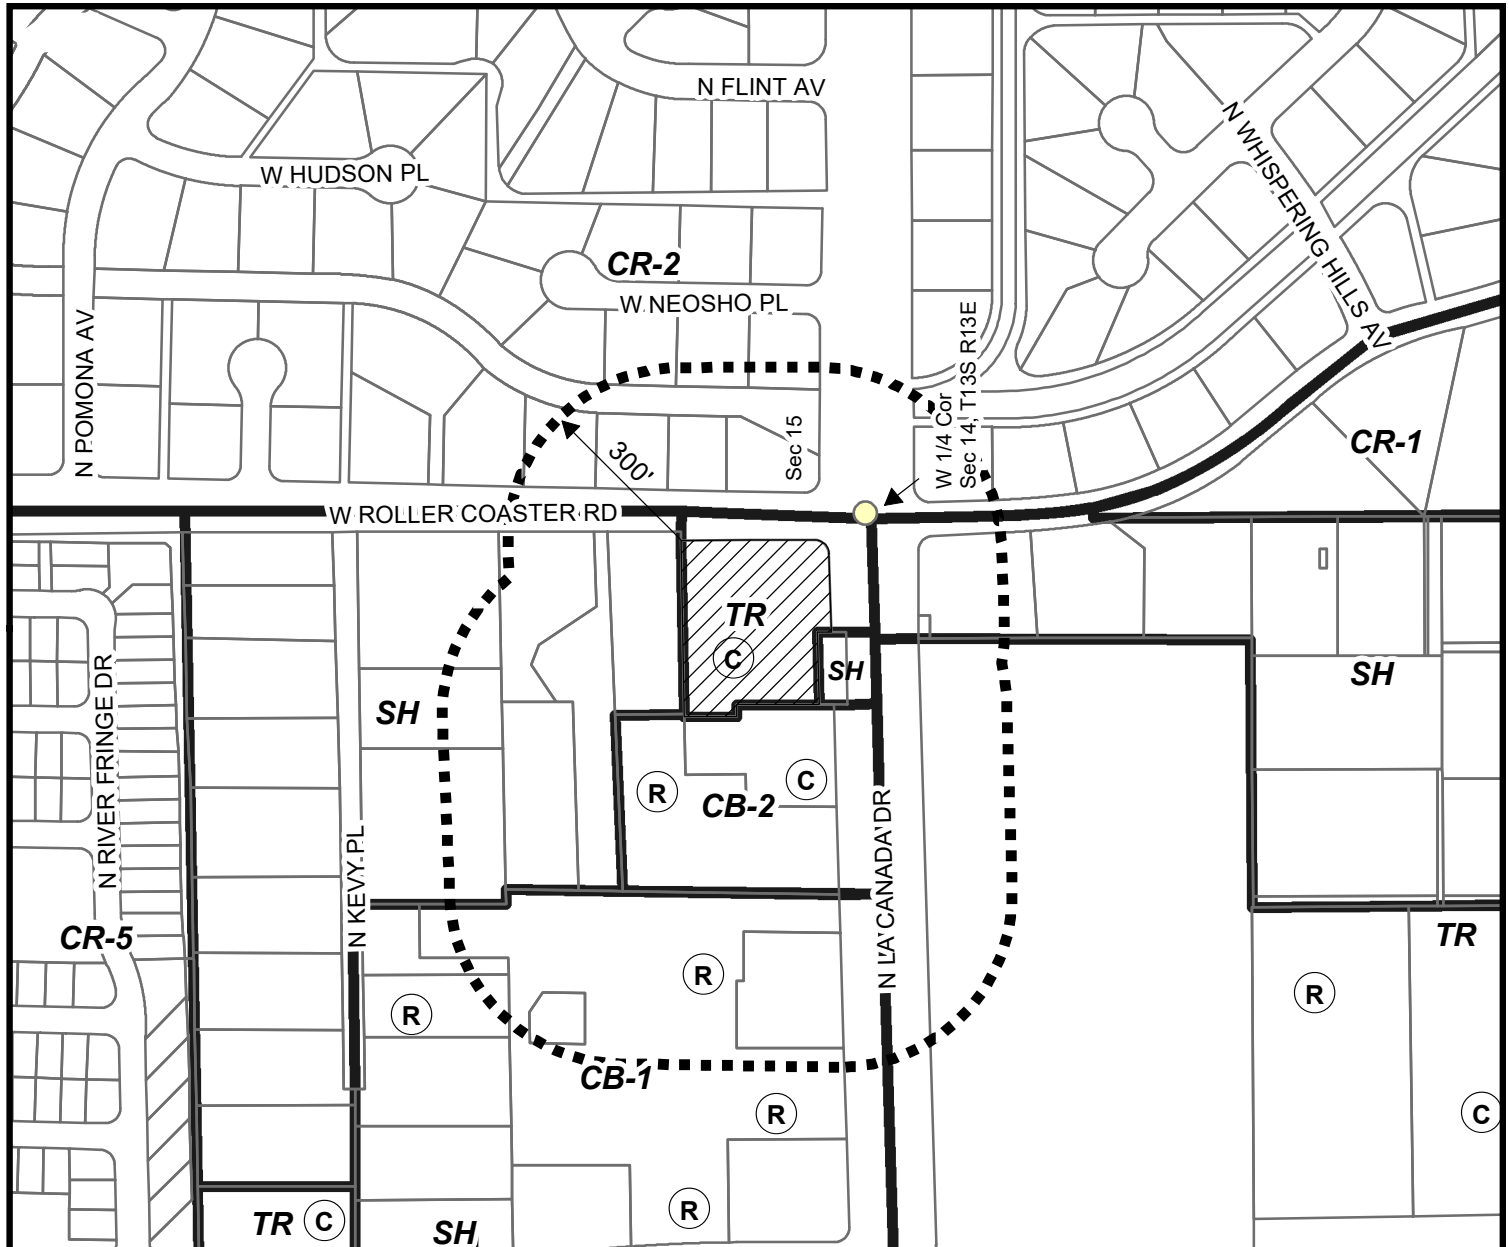 N FLINT AV
W HUDSON PL
N WHISPERING HILLS AV
CR-2
W NEOSHO PL
N POMONA AV
W 1/4 Cor
Sec 14, T13S R13E
Sec 15
300'
CR-1
W ROLLER COASTER RD
TR
C
SH
SH
SH
N RIVER FRINGE DR
R
C
CB-2
N KEVY PL
N LA CANADA DR
CR-5
TR
R
R
R
CB-1
R
C
R
TR
C
SH